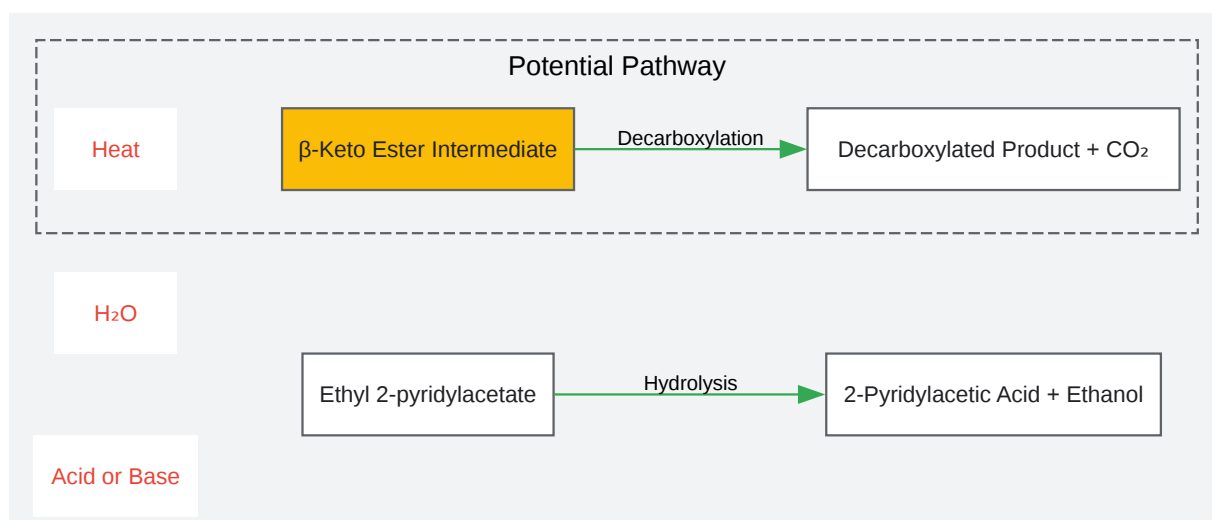 Potential Pathway
Heat
β-Keto Ester Intermediate
Decarboxylation
Decarboxylated Product + CO₂
H₂O
Ethyl 2-pyridylacetate
Hydrolysis
2-Pyridylacetic Acid + Ethanol
Acid or Base